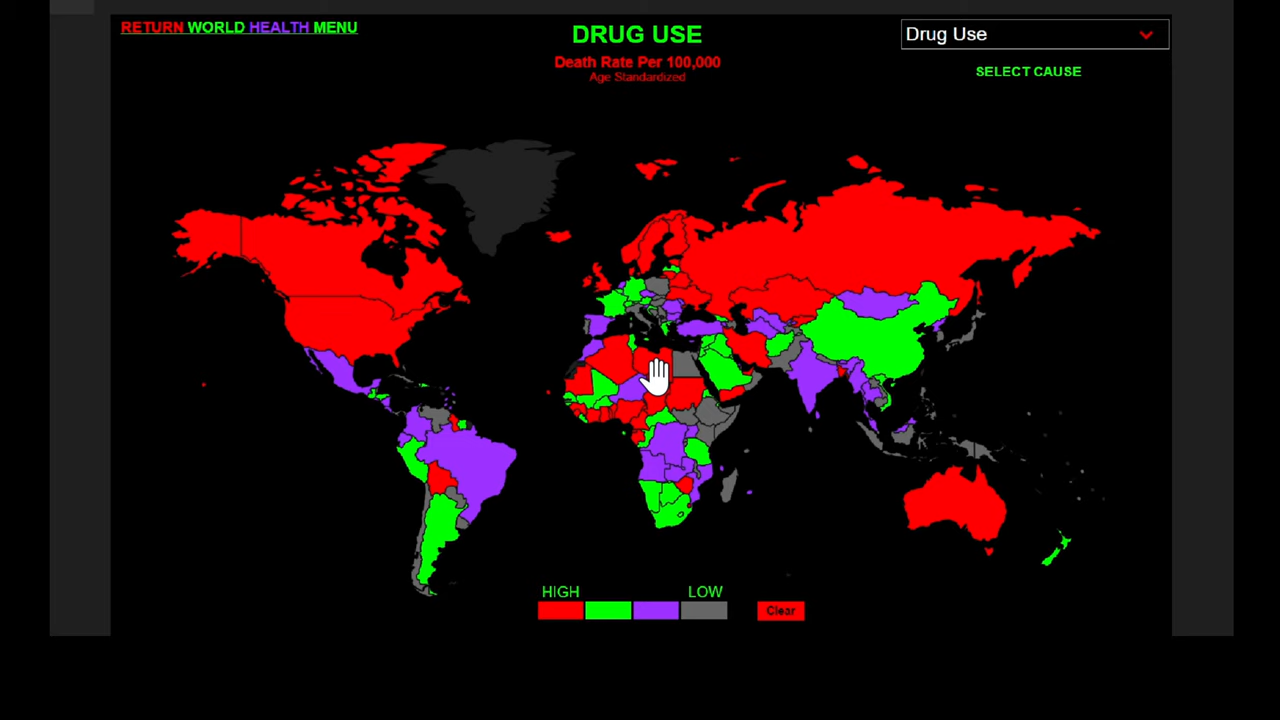 RETURN WORLD HEALTH MENU
DRUG USE
Death Rate Per 100,000
Age Standardized
Drug Use
SELECT CAUSE
HIGH
LOW
Clear